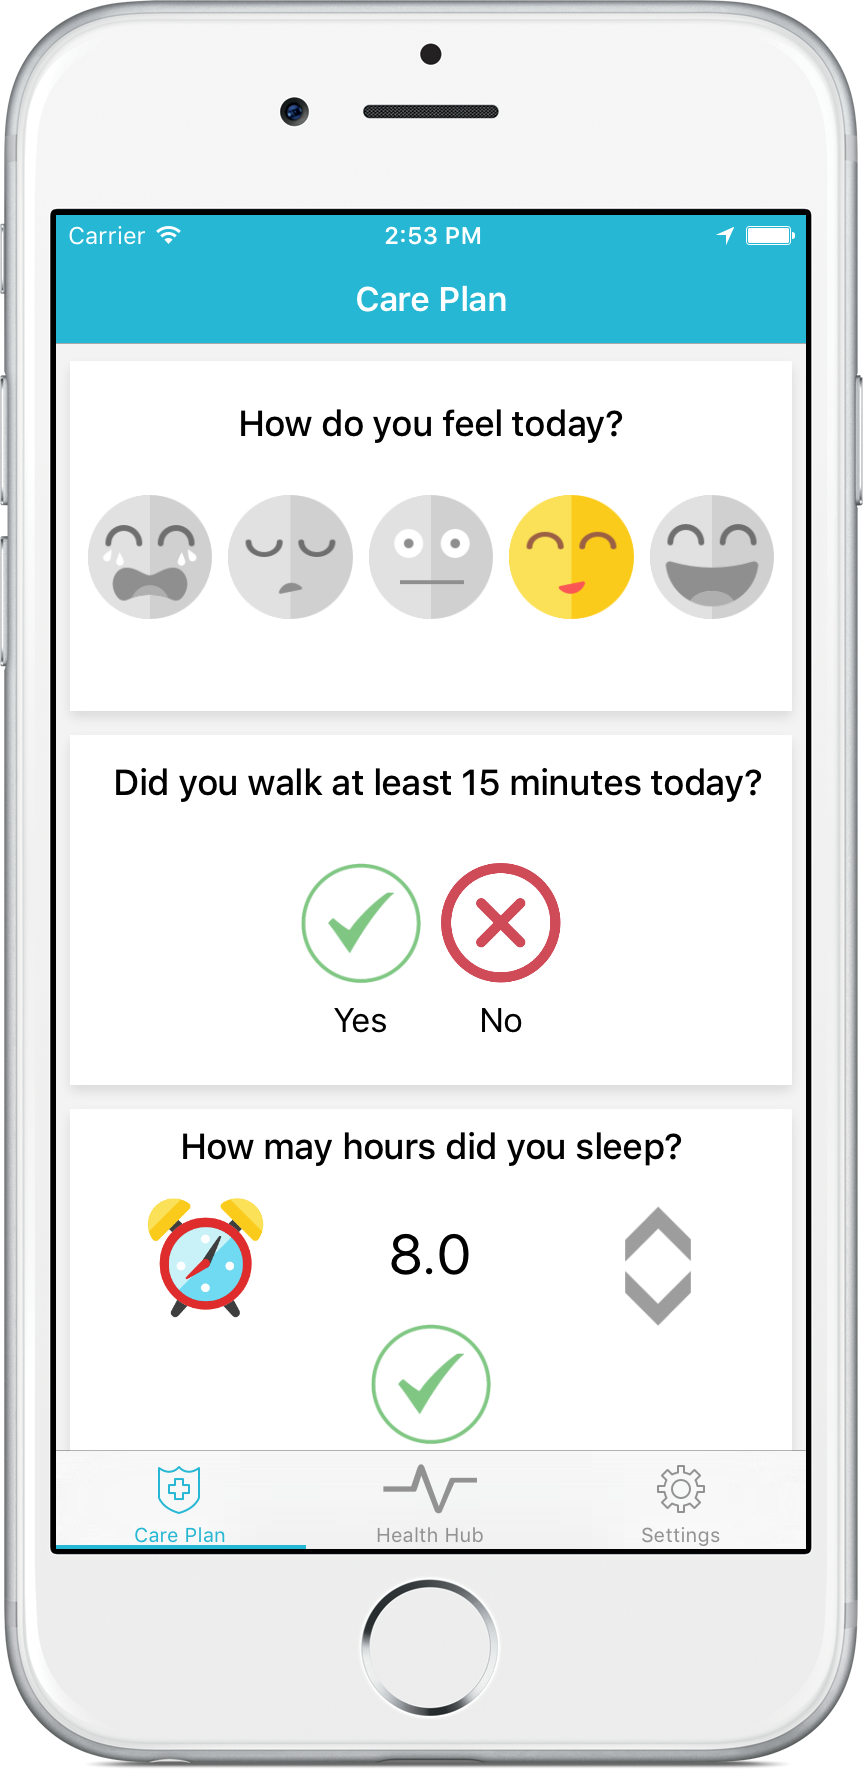 Carrier 2:53 PM
Care Plan
How do you feel today?
Did you walk at least 15 minutes today?
Yes No
How may hours did you sleep?
8.0
Care Plan Health Hub Settings